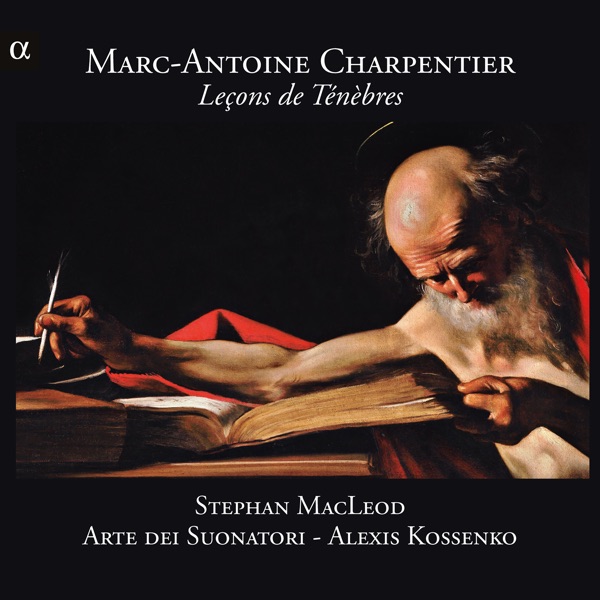 α
Marc-Antoine Charpentier
Leçons de Ténèbres
Stephan MacLeod
Arte dei Suonatori - Alexis Kossenko